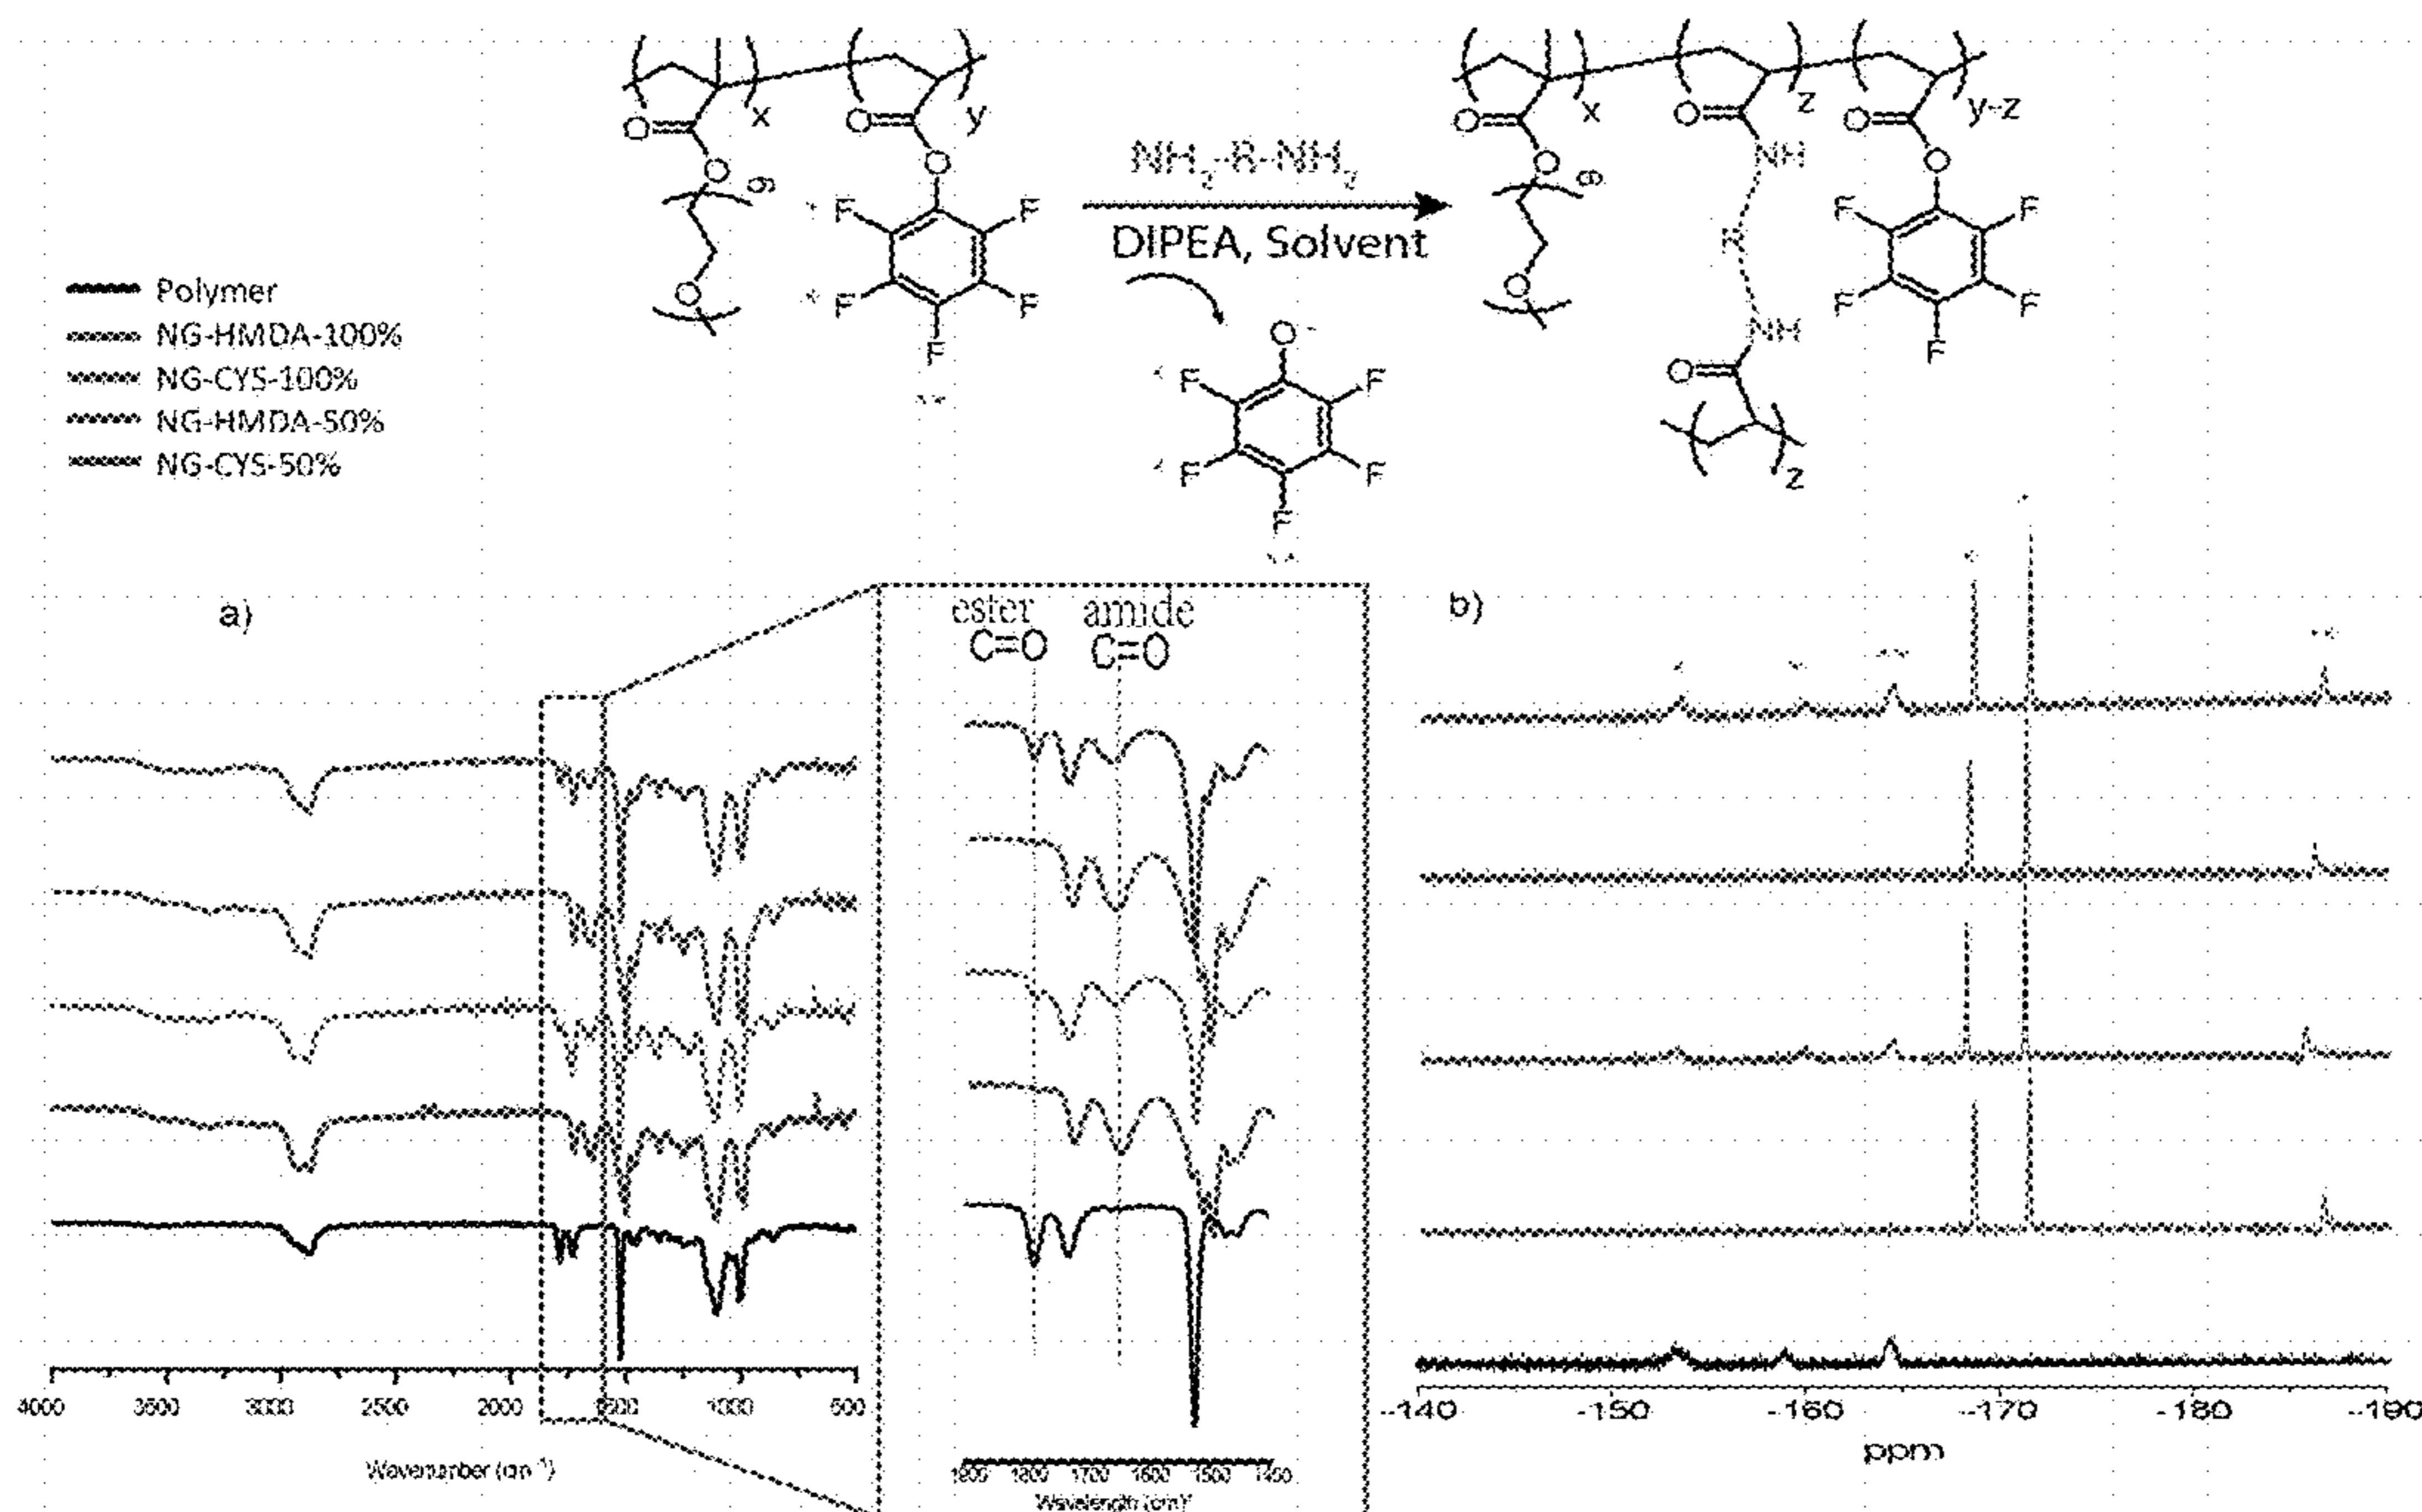 x
y
O
O
O
O
9
O
F
F
F
F
F
NH2-R-NH2
DIPEA, Solvent
O-
F
F
F
F
F
x
z
y-z
O
O
O
O
9
NH
O
O
R
NH
O
z
F
F
F
F
F
Polymer
NG-HMDA-100%
NG-CYS-100%
NG-HMDA-50%
NG-CYS-50%
a)
ester amide
C=O C=O
b)
4000 3500 3000 2500 2000 1500 1000 500
Wavenumber (cm-1)
1800 1700 1600 1500
Wavelength (cm)
-140 -150 -160 -170 -180 -190
ppm